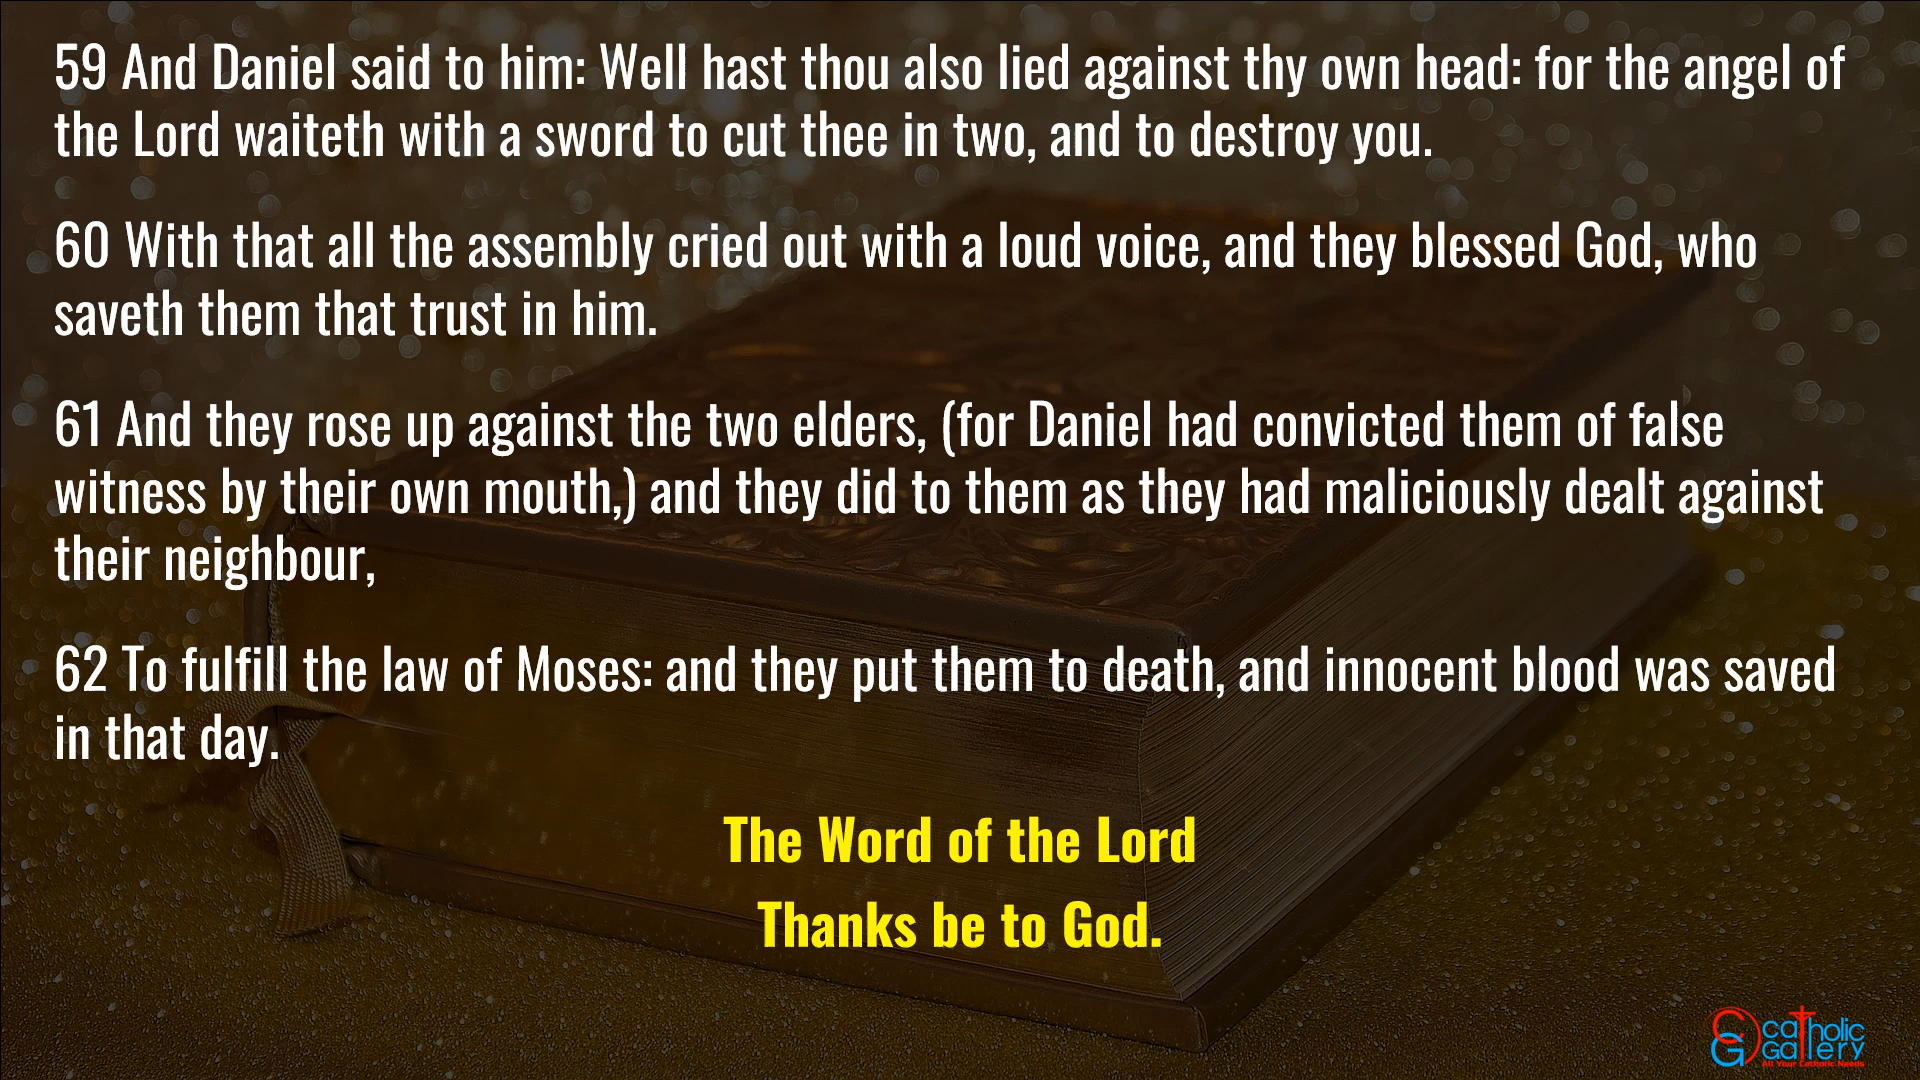 59 And Daniel said to him: Well hast thou also lied against thy own head: for the angel of
the Lord waiteth with a sword to cut thee in two, and to destroy you.
60 With that all the assembly cried out with a loud voice, and they blessed God, who
saveth them that trust in him.
61 And they rose up against the two elders, (for Daniel had convicted them of false
witness by their own mouth,) and they did to them as they had maliciously dealt against
their neighbour,
62 To fulfill the law of Moses: and they put them to death, and innocent blood was saved
in that day.
The Word of the Lord
Thanks be to God.
CG catholic
Gallery
All Your Catholic Needs